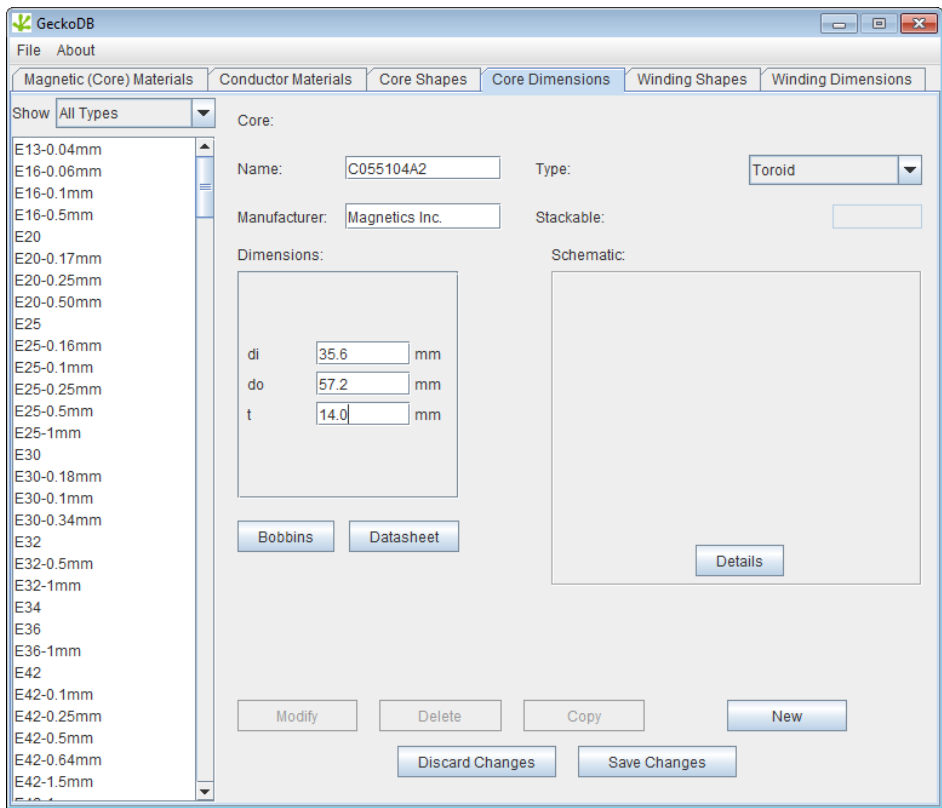 GeckoDB
File About
Magnetic (Core) Materials Conductor Materials Core Shapes Core Dimensions Winding Shapes Winding Dimensions
Show All Types
E13-0.04mm
E16-0.06mm
E16-0.1mm
E16-0.5mm
E20
E20-0.17mm
E20-0.25mm
E20-0.50mm
E25
E25-0.16mm
E25-0.1mm
E25-0.25mm
E25-0.5mm
E25-1mm
E30
E30-0.18mm
E30-0.1mm
E30-0.34mm
E32
E32-0.5mm
E32-1mm
E34
E36
E36-1mm
E42
E42-0.1mm
E42-0.25mm
E42-0.5mm
E42-0.64mm
E42-1.5mm
Core:
Name: C055104A2 Type: Toroid
Manufacturer: Magnetics Inc. Stackable:
Dimensions: Schematic:
di 35.6 mm
do 57.2 mm
t 14.0 mm
Bobbins Datasheet
Details
Modify Delete Copy New
Discard Changes Save Changes